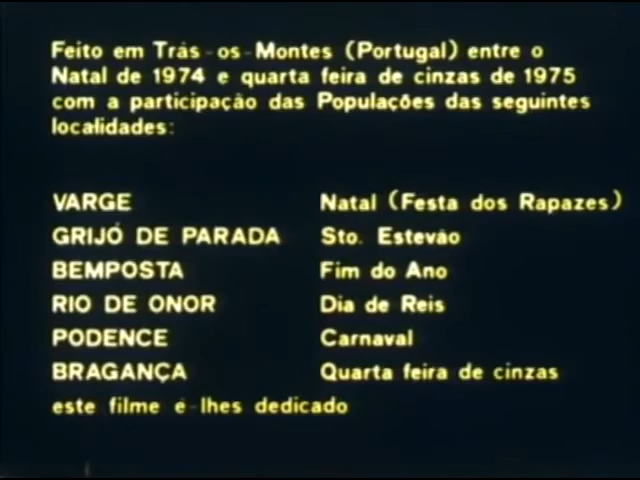 Feito em Trás-os-Montes (Portugal) entre o
Natal de 1974 e quarta feira de cinzas de 1975
com a participação das Populações das seguintes
localidades:
VARGE Natal (Festa dos Rapazes)
GRIJÓ DE PARADA Sto. Estevão
BEMPOSTA Fim do Ano
RIO DE ONOR Dia de Reis
PODENCE Carnaval
BRAGANÇA Quarta feira de cinzas
este filme é-lhes dedicado